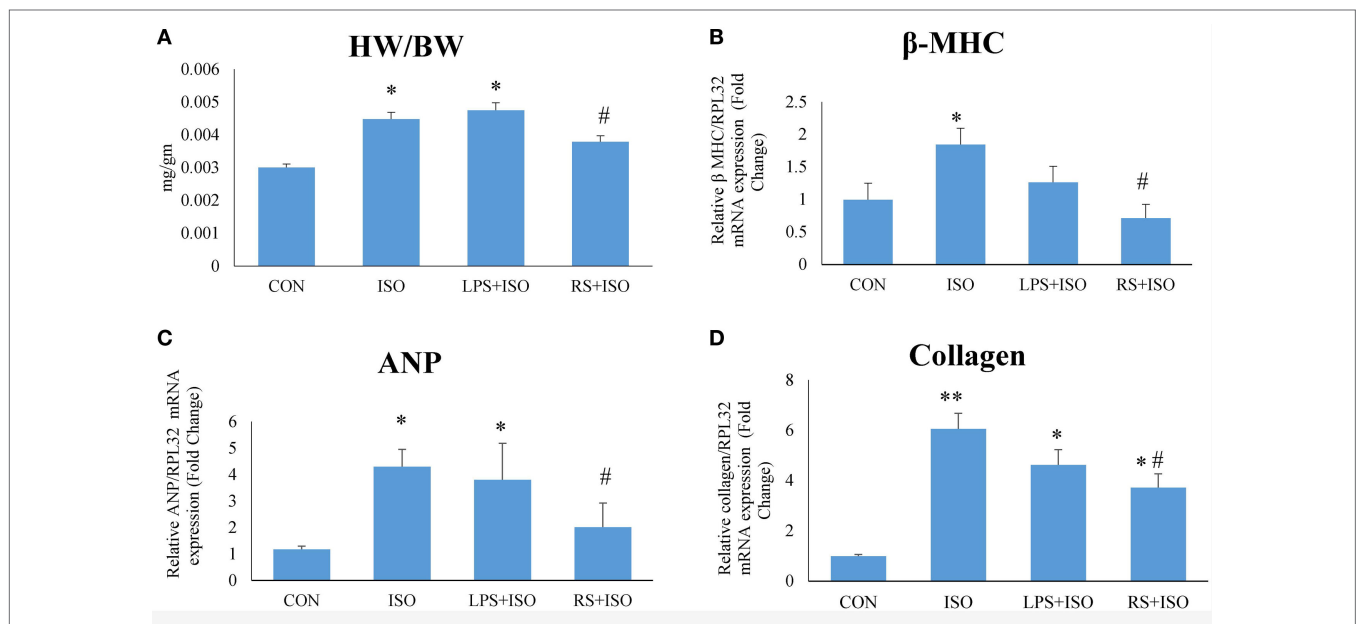 A
HW/BW
mg/gm
0.006
0.005
0.004
0.003
0.002
0.001
0
*
*
#
CON ISO LPS+ISO RS+ISO
B
β-MHC
Relative β MHC/RPL32
mRNA expression (Fold
Change)
2.5
2
1.5
1
0.5
0
*
#
CON ISO LPS+ISO RS+ISO
C
ANP
Relative ANP/RPL32 mRNA
expression (Fold Change)
6
5
4
3
2
1
0
*
*
#
CON ISO LPS+ISO RS+ISO
D
Collagen
Relative collagen/RPL32
mRNA expression (Fold
Change)
8
6
4
2
0
**
*
* #
CON ISO LPS+ISO RS+ISO